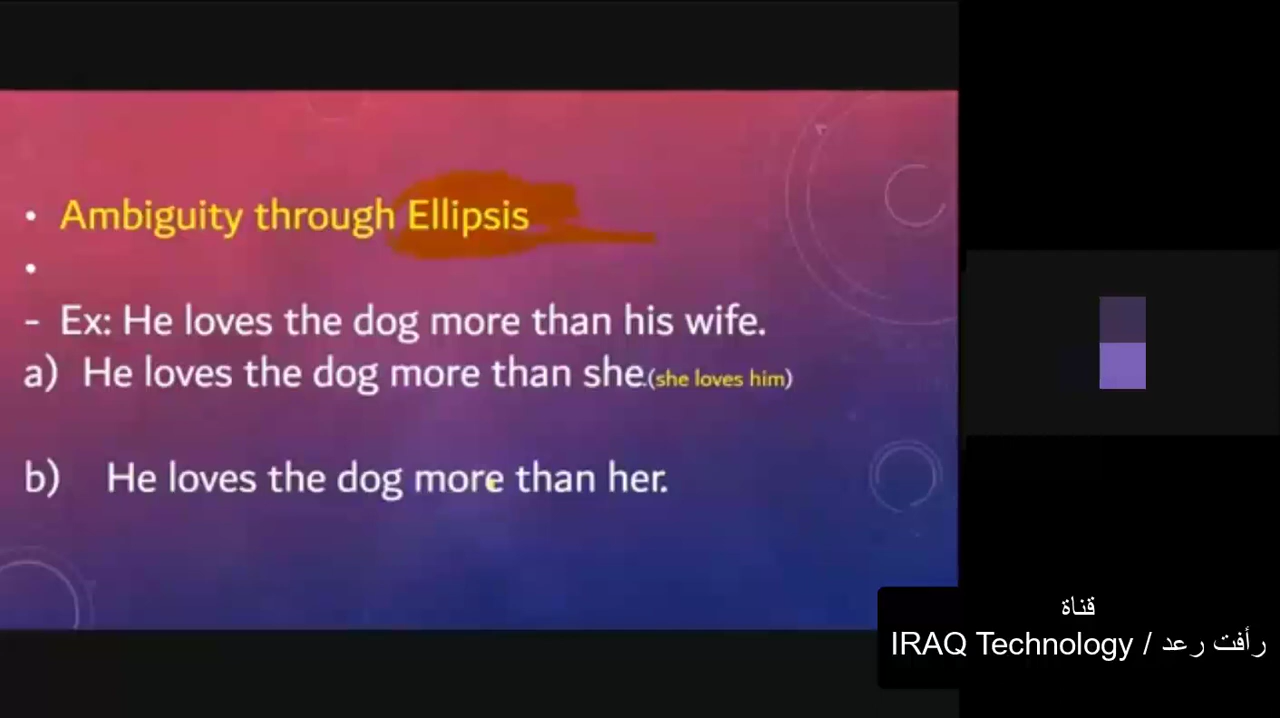 • Ambiguity through Ellipsis
•
- Ex: He loves the dog more than his wife.
a) He loves the dog more than she.(she loves him)
b) He loves the dog more than her.
قناة
رأفت رعد / IRAQ Technology